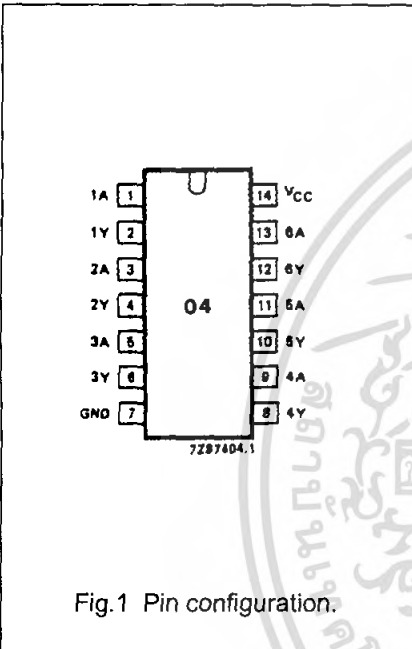 1A 1 14 VCC
1Y 2 13 6A
2A 3 12 6Y
2Y 4 04 11 5A
3A 5 10 5Y
3Y 6 9 4A
GND 7 8 4Y
7Z97404.1
Fig.1 Pin configuration.